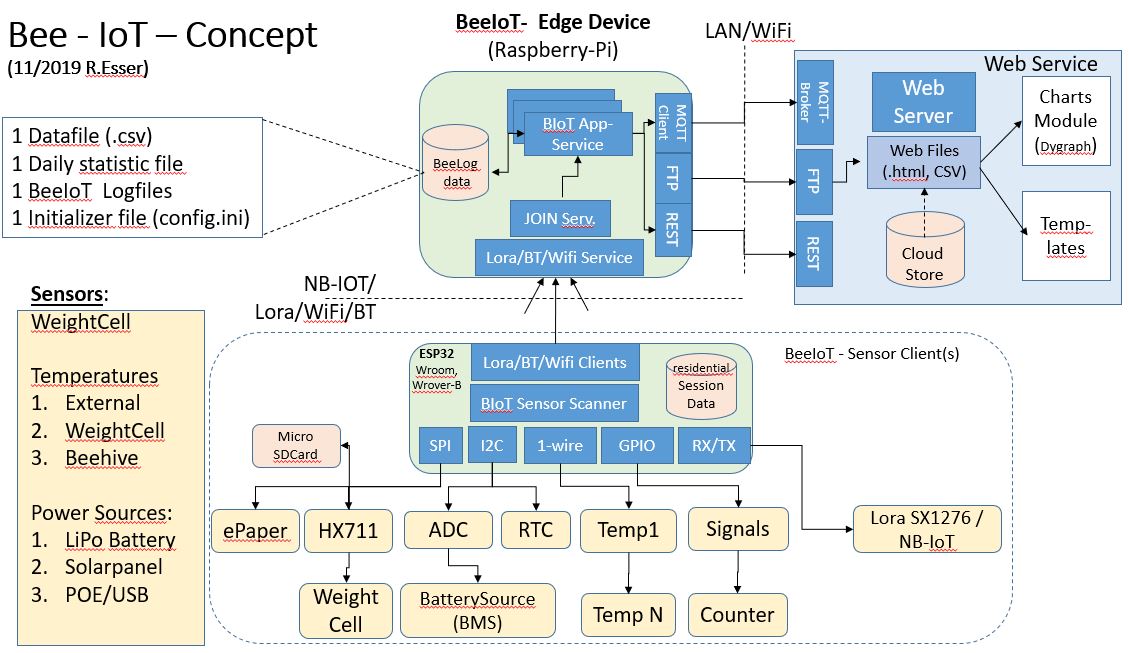 Bee - IoT – Concept
(11/2019 R.Esser)
BeeIoT- Edge Device
(Raspberry-Pi)
LAN/WiFi
1 Datafile (.csv)
1 Daily statistic file
1 BeeIoT Logfiles
1 Initializer file (config.ini)
BeeLog
data
BIoT App-
Service
JOIN Serv.
Lora/BT/Wifi Service
MQTT
Client
FTP
REST
Web Service
MQTT-
Broker
FTP
REST
Web
Server
Web Files
(.html, CSV)
Cloud
Store
Charts
Module
(Dygraph)
Temp-
lates
NB-IOT/
Lora/WiFi/BT
Sensors:
WeightCell
Temperatures
1. External
2. WeightCell
3. Beehive
Power Sources:
1. LiPo Battery
2. Solarpanel
3. POE/USB
BeeIoT - Sensor Client(s)
ESP32
Wroom,
Wrover-B
Lora/BT/Wifi Clients
BIoT Sensor Scanner
residential
Session
Data
SPI
I2C
1-wire
GPIO
RX/TX
Micro
SDCard
ePaper
HX711
ADC
RTC
Temp1
Signals
Lora SX1276 /
NB-IoT
Weight
Cell
BatterySource
(BMS)
Temp N
Counter